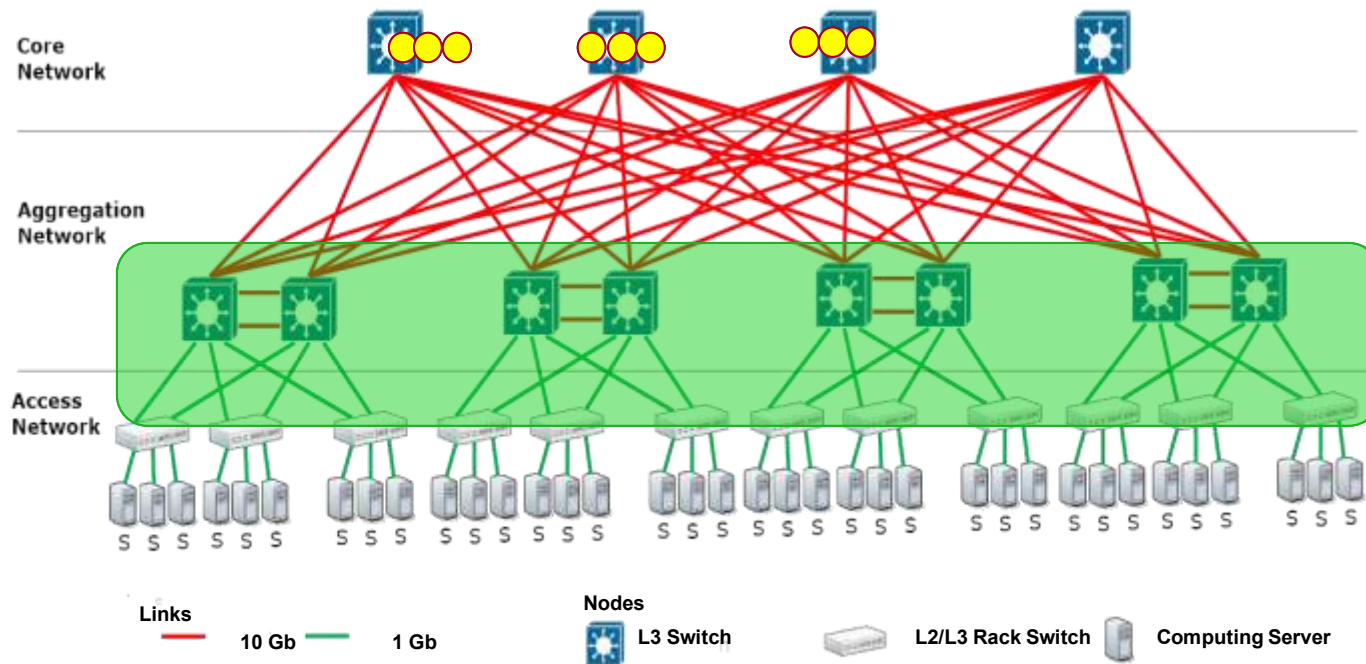 Core
Network
Aggregation
Network
Access
Network
S S S S S S S S S S S S S S S S S S S S S S S S S S S S S S S S S S S S
Links
10 Gb 1 Gb
Nodes
L3 Switch L2/L3 Rack Switch Computing Server